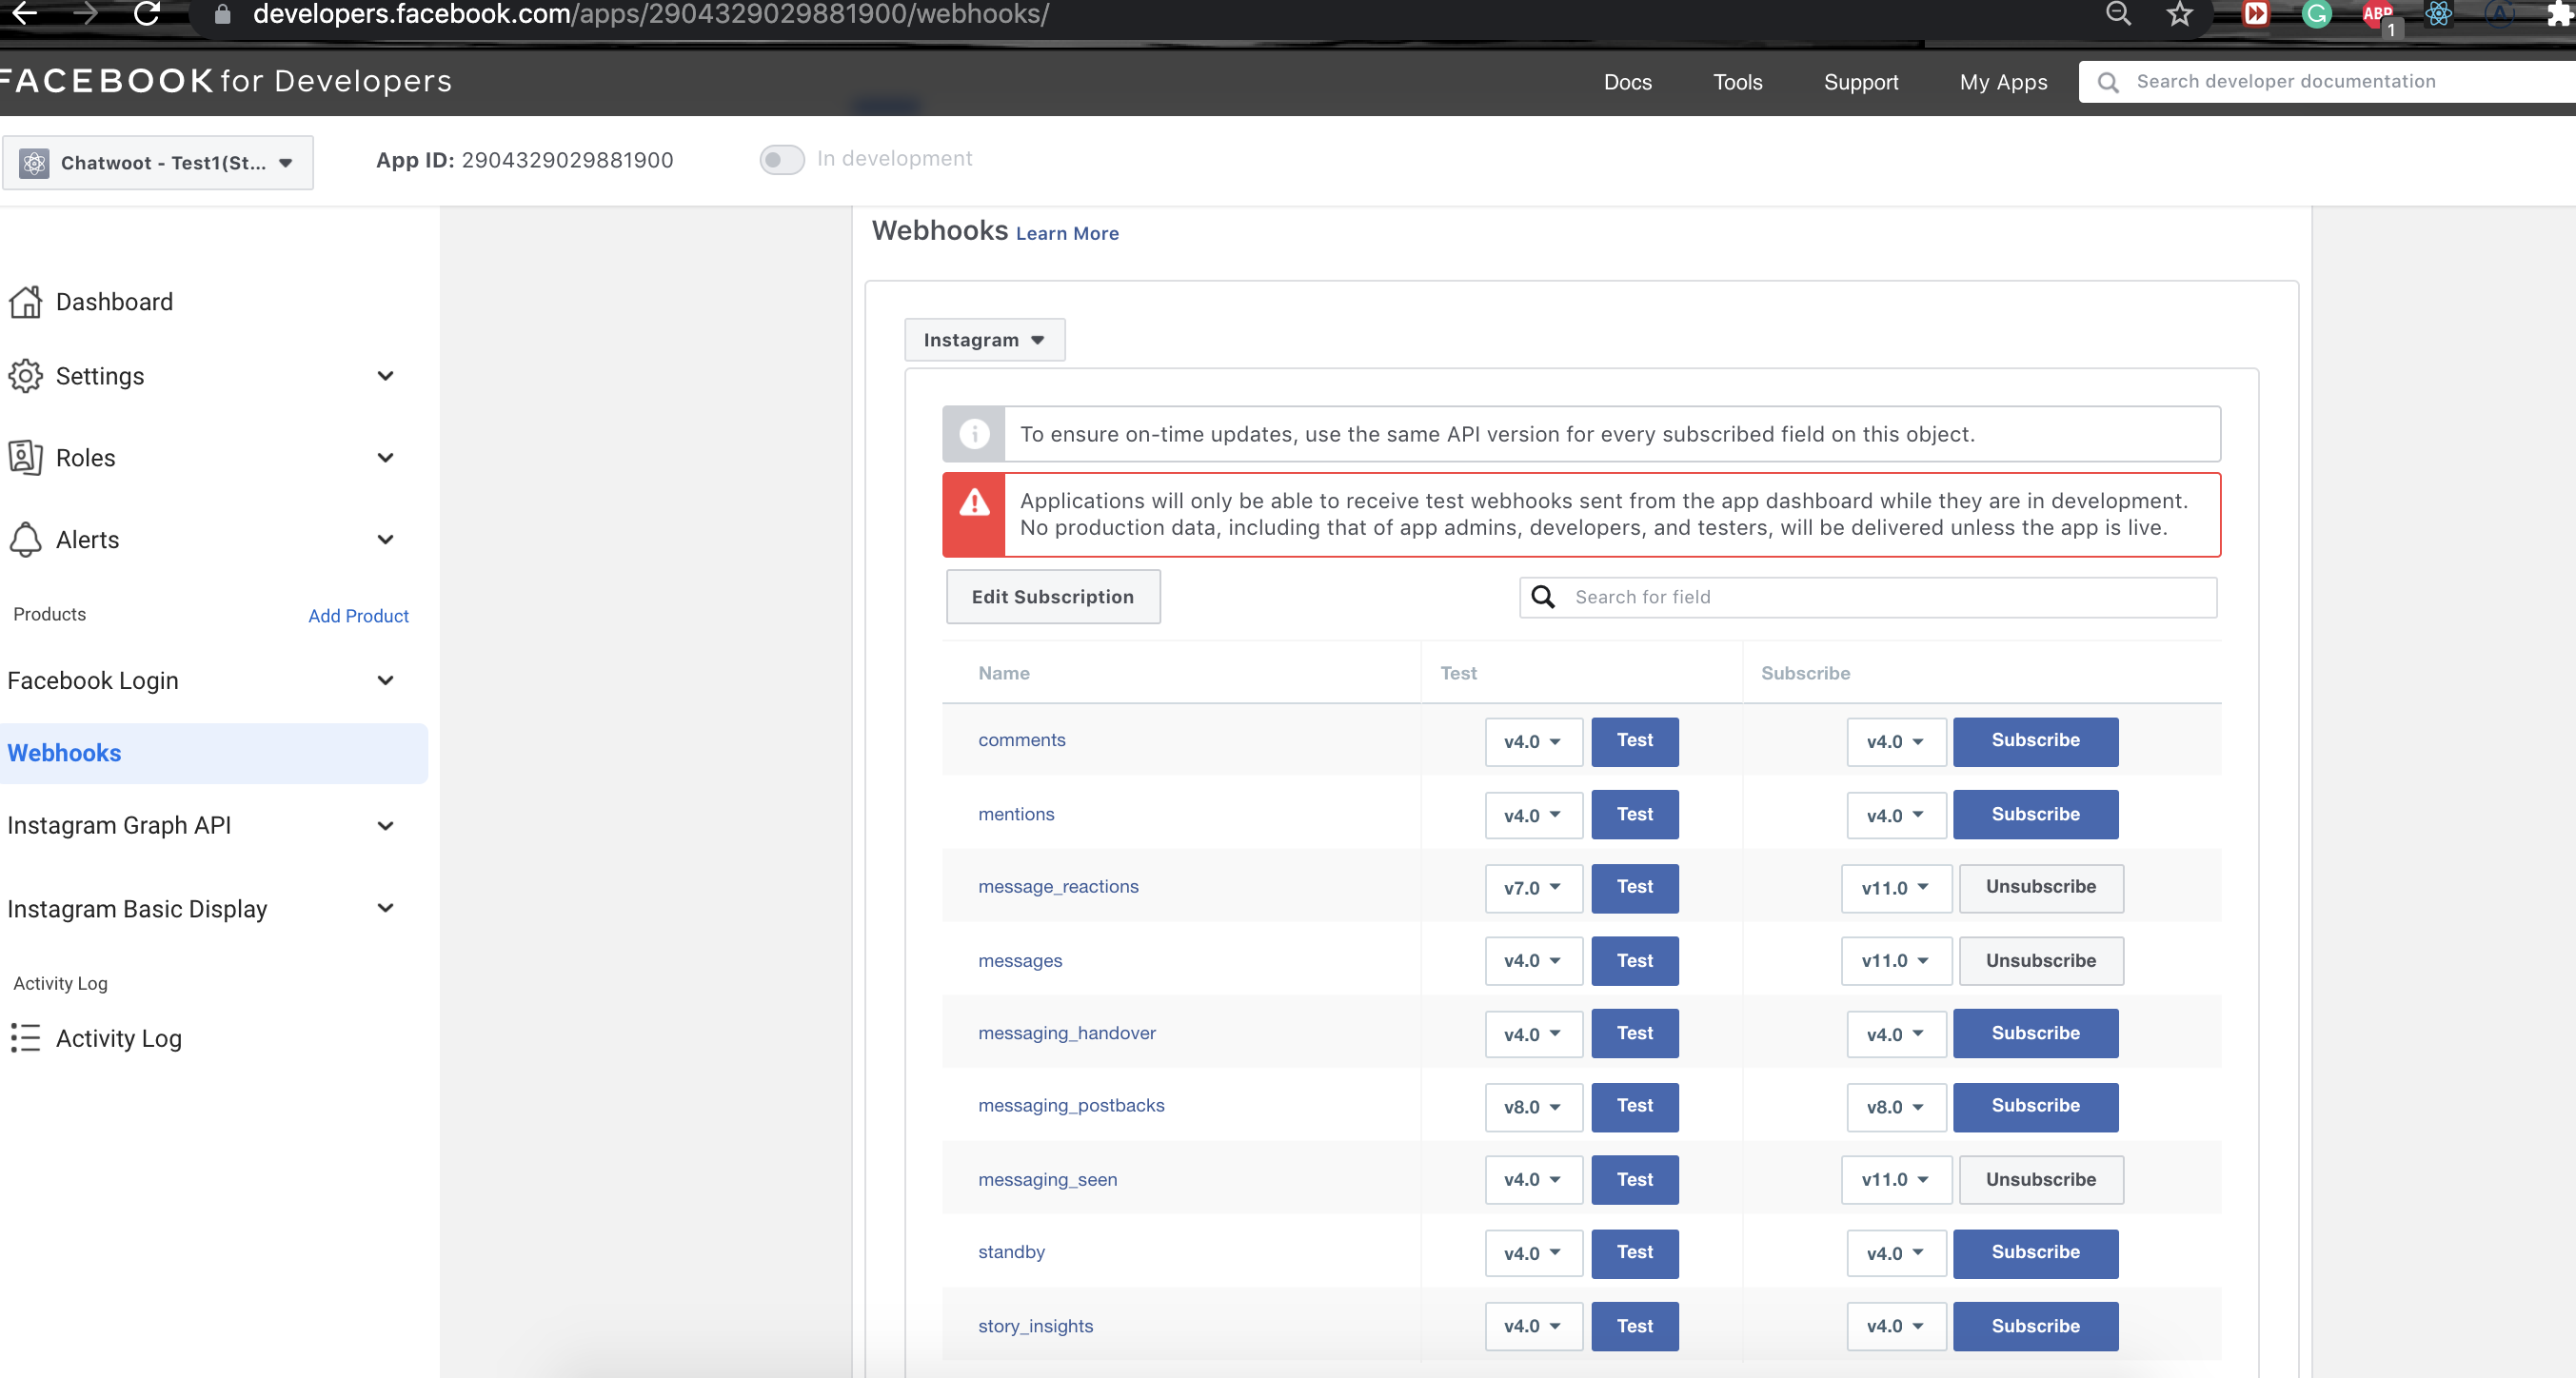 developers.facebook.com/apps/2904329029881900/webhooks/
ABP
1
FACEBOOK for Developers
Docs
Tools
Support
My Apps
Search developer documentation
Chatwoot - Test1(St...
App ID: 2904329029881900
In development
Dashboard
Settings
Roles
Alerts
Products
Add Product
Facebook Login
Webhooks
Instagram Graph API
Instagram Basic Display
Activity Log
Activity Log
Webhooks Learn More
Instagram
To ensure on-time updates, use the same API version for every subscribed field on this object.
Applications will only be able to receive test webhooks sent from the app dashboard while they are in development.
No production data, including that of app admins, developers, and testers, will be delivered unless the app is live.
Edit Subscription
Search for field
Name Test Subscribe
comments v4.0 Test v4.0 Subscribe
mentions v4.0 Test v4.0 Subscribe
message_reactions v7.0 Test v11.0 Unsubscribe
messages v4.0 Test v11.0 Unsubscribe
messaging_handover v4.0 Test v4.0 Subscribe
messaging_postbacks v8.0 Test v8.0 Subscribe
messaging_seen v4.0 Test v11.0 Unsubscribe
standby v4.0 Test v4.0 Subscribe
story_insights v4.0 Test v4.0 Subscribe